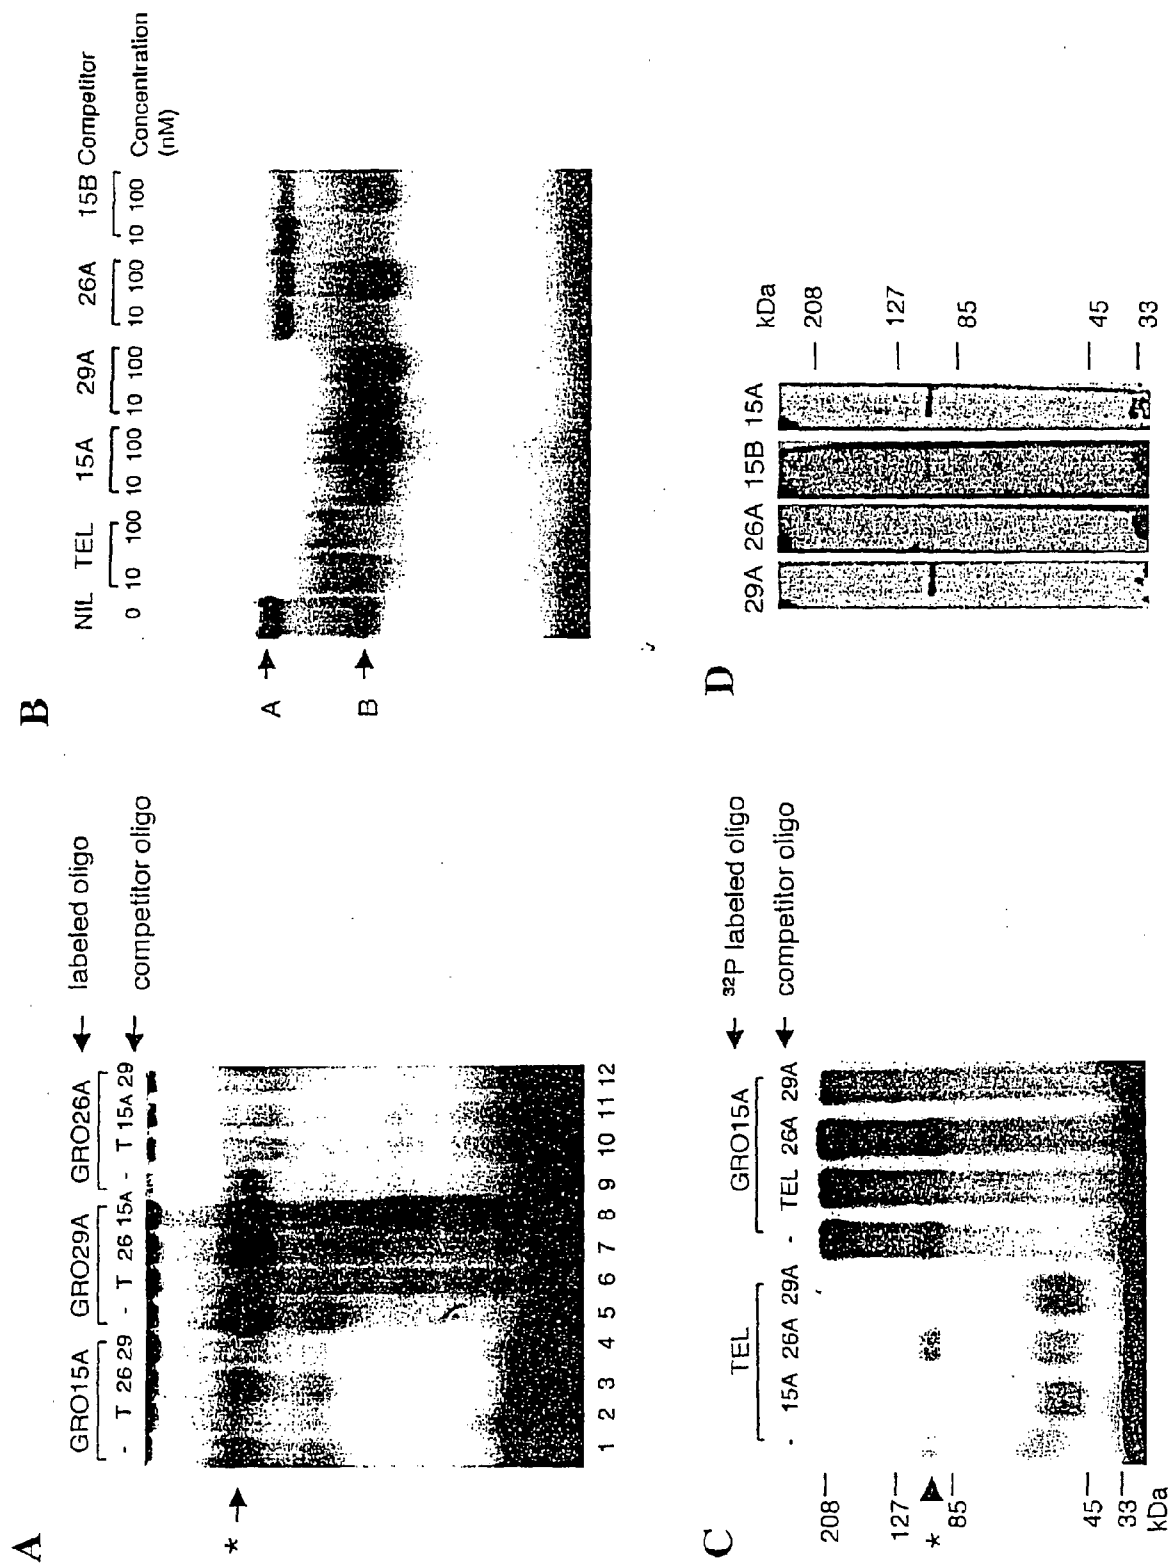 A
GRO15A GRO29A GRO26A ← labeled oligo
- T 26 29 - T 26 15A - T 15A 29 ← competitor oligo
* →
1 2 3 4 5 6 7 8 9 10 11 12
B
NIL TEL 15A 29A 26A 15B Competitor
0 10 100 10 100 10 100 10 100 10 100 Concentration
(nM)
A →
B →
C
TEL GRO15A ← ³²P labeled oligo
- 15A 26A 29A - TEL 26A 29A ← competitor oligo
208
127
*
85
45
33
kDa
D
29A 26A 15B 15A kDa
208
127
85
45
33